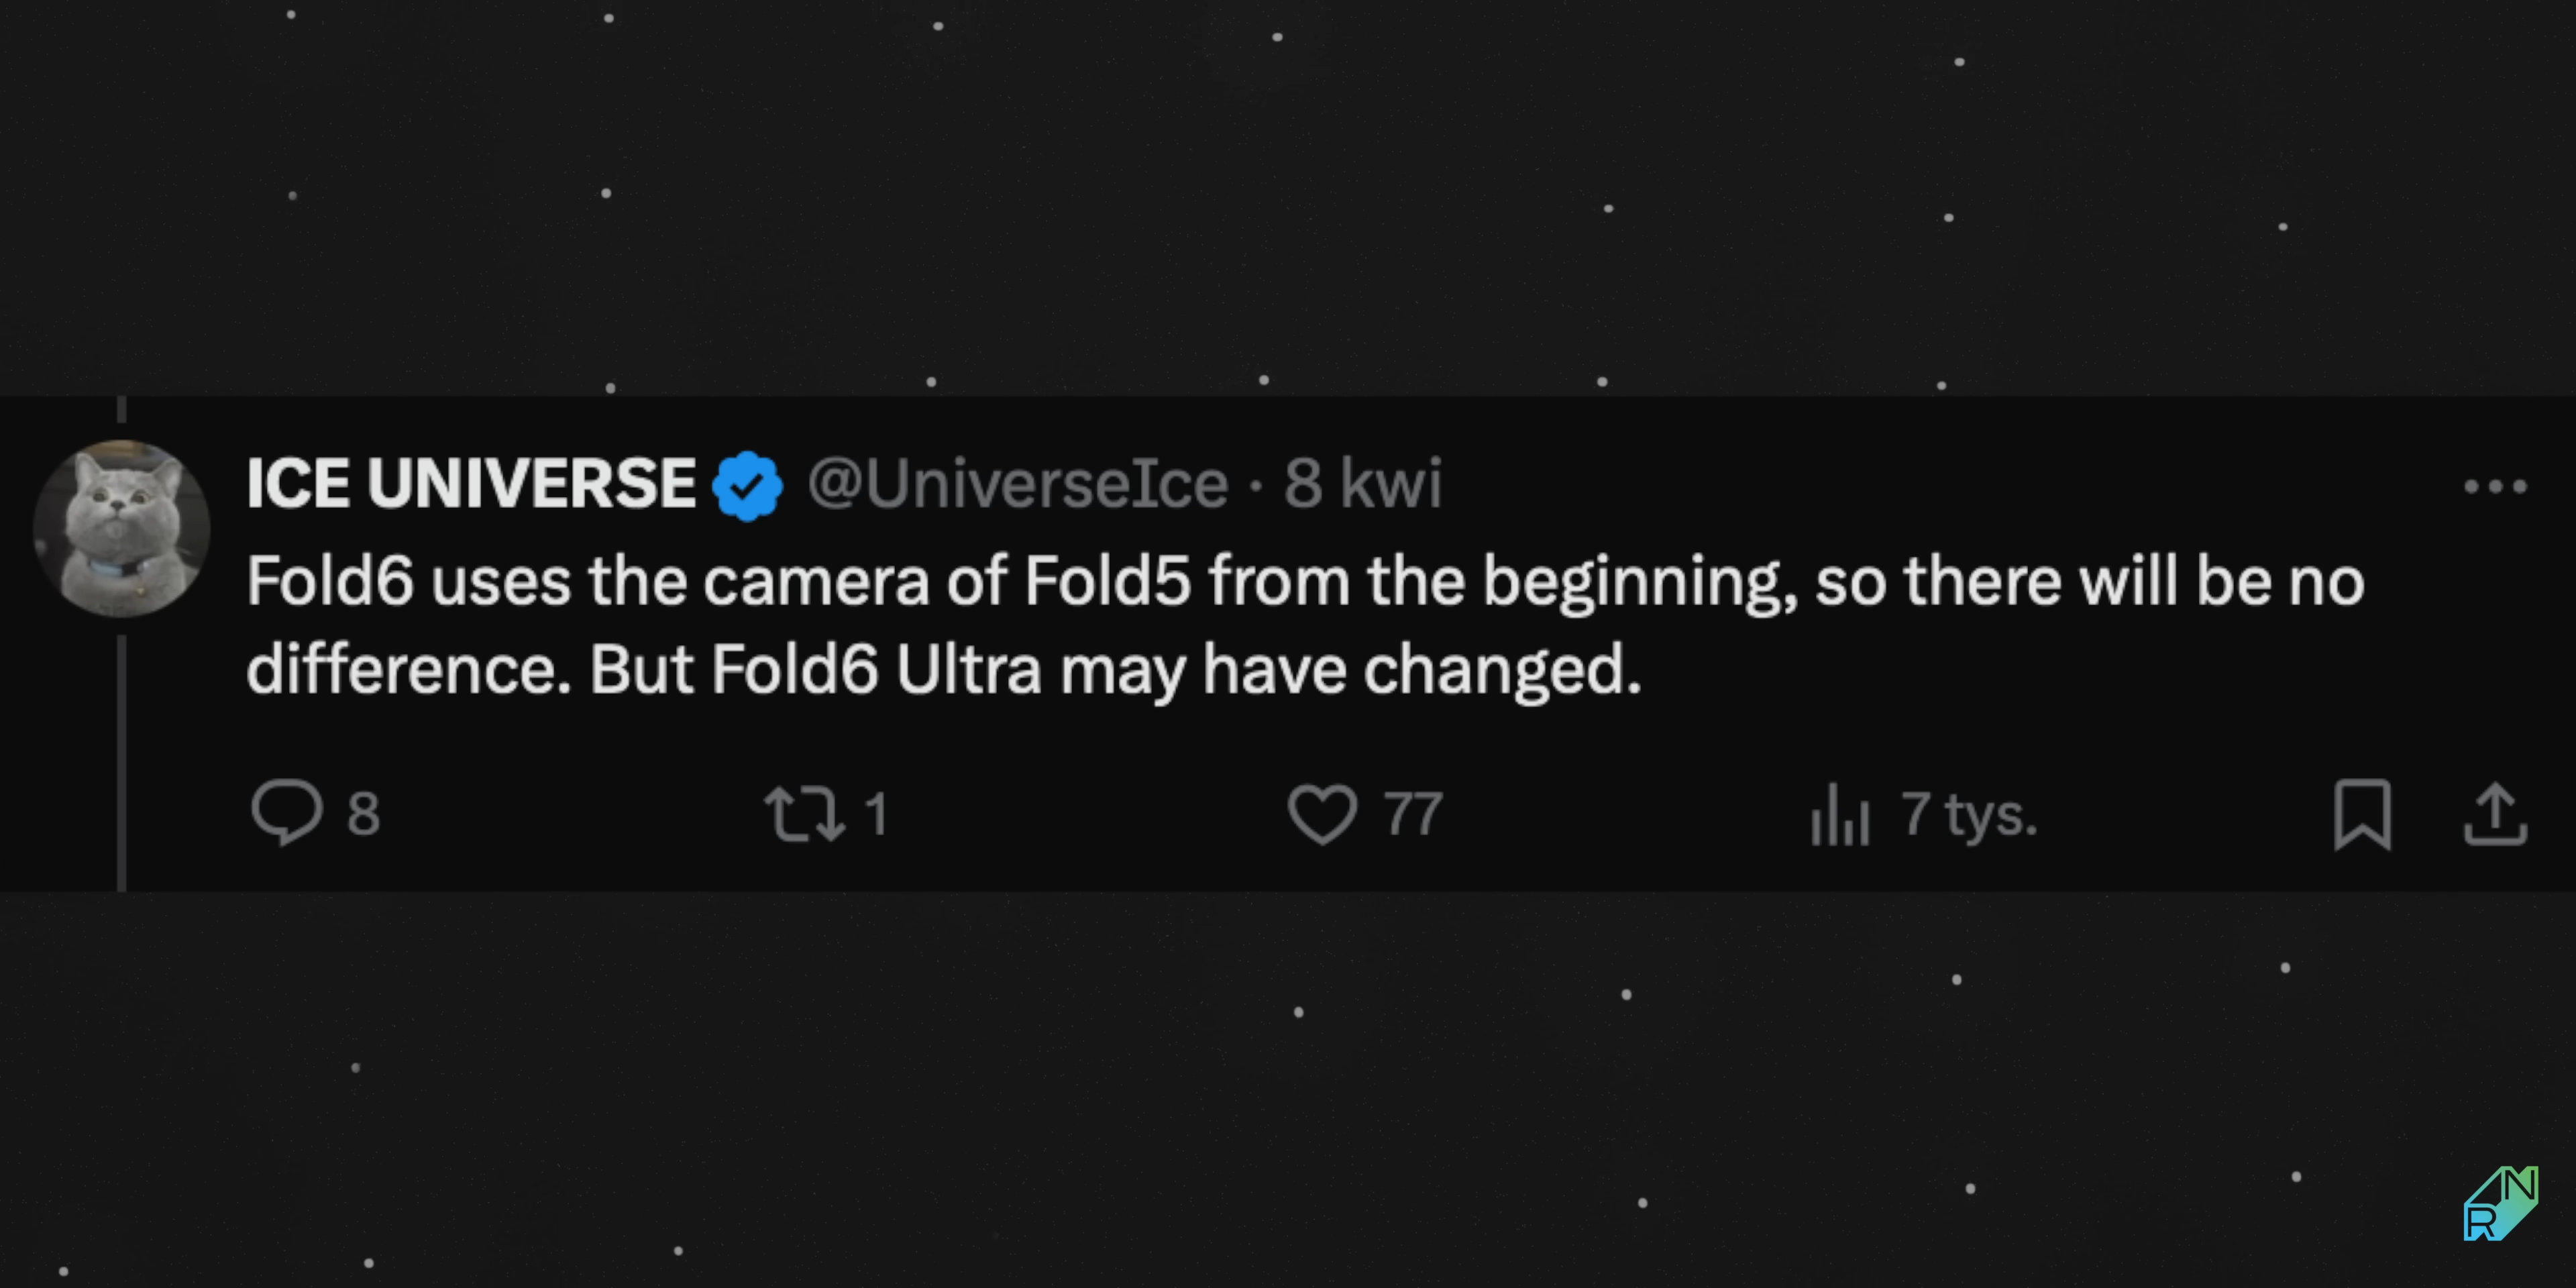 ICE UNIVERSE @UniverseIce · 8 kwi
Fold6 uses the camera of Fold5 from the beginning, so there will be no
difference. But Fold6 Ultra may have changed.
8 1 77 7 tys.
N
R